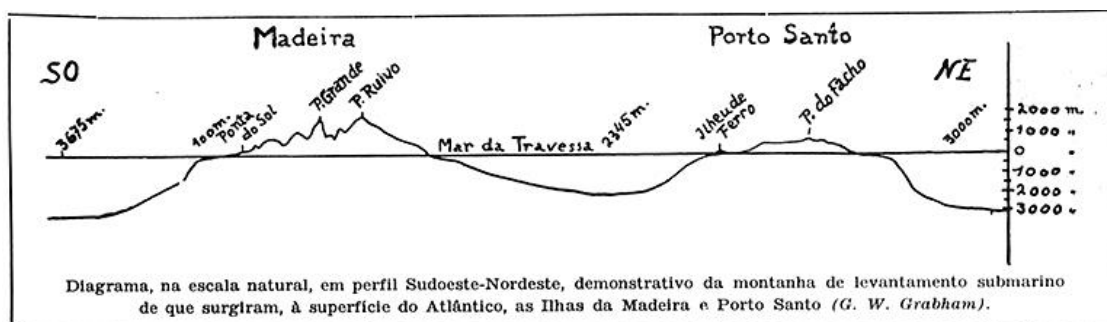 Madeira
Porto Santo
SO
NE
3675m.
100m.
Ponta do Sol
P. Grande
P. Ruivo
Mar da Travessa
2345m.
Ilheu de Ferro
P. do Facho
3000m.
2000 m.
1000 "
0 "
1000 "
2000 "
3000 "
Diagrama, na escala natural, em perfil Sudoeste-Nordeste, demonstrativo da montanha de levantamento submarino
de que surgiram, à superfície do Atlântico, as Ilhas da Madeira e Porto Santo (G. W. Grabham).